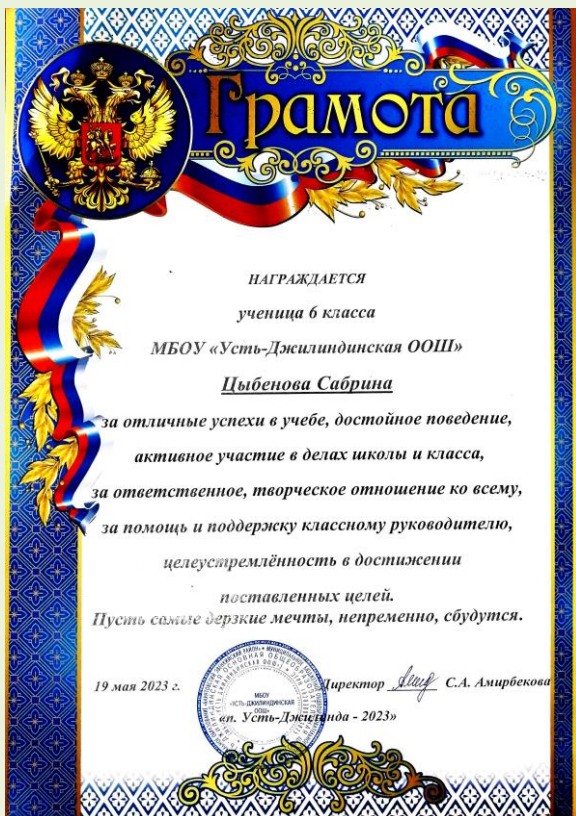 Грамота
НАГРАЖДАЕТСЯ
ученица 6 класса
МБОУ «Усть-Джилиндинская ООШ»
Цыбенова Сабрина
за отличные успехи в учебе, достойное поведение,
активное участие в делах школы и класса,
за ответственное, творческое отношение ко всему,
за помощь и поддержку классному руководителю,
целеустремлённость в достижении
поставленных целей.
Пусть самые дерзкие мечты, непременно, сбудутся.
19 мая 2023 г. Директор С.А. Амирбекова
МБОУ
«УСТЬ-ДЖИЛИНДИНСКАЯ
ООШ»
«п. Усть-Джилинда - 2023»